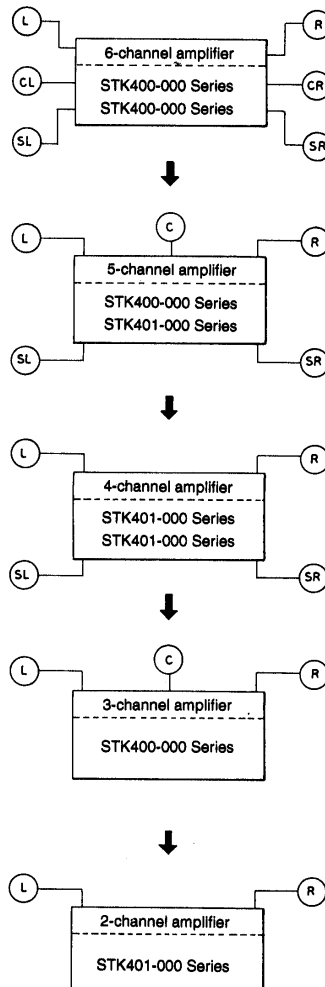 L
R
6-channel amplifier
CL
STK400-000 Series
CR
STK400-000 Series
SL
SR
C
L
R
5-channel amplifier
STK400-000 Series
STK401-000 Series
SL
SR
L
R
4-channel amplifier
STK401-000 Series
STK401-000 Series
SL
SR
C
L
R
3-channel amplifier
STK400-000 Series
L
R
2-channel amplifier
STK401-000 Series